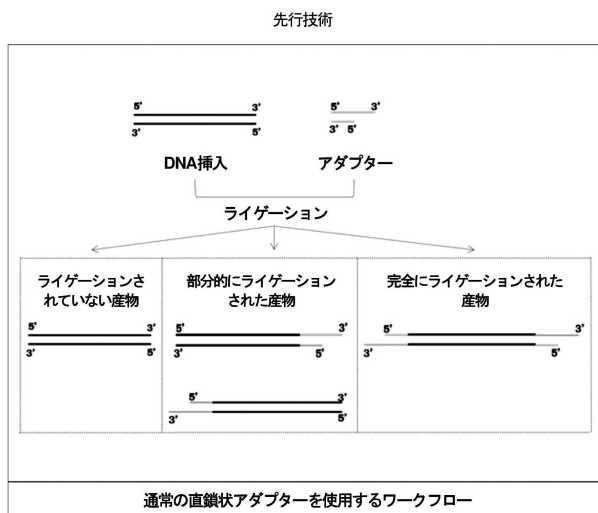 先行技術
5' 3' 5' 3'
3' 5' 3' 5'
DNA挿入 アダプター
ライゲーション
ライゲーションさ
れていない産物
部分的にライゲーション
された産物
完全にライゲーションされた
産物
5' 3'
3' 5'
5' 3'
3' 5'
5' 3'
3' 5'
5' 3'
3' 5'
通常の直鎖状アダプターを使用するワークフロー